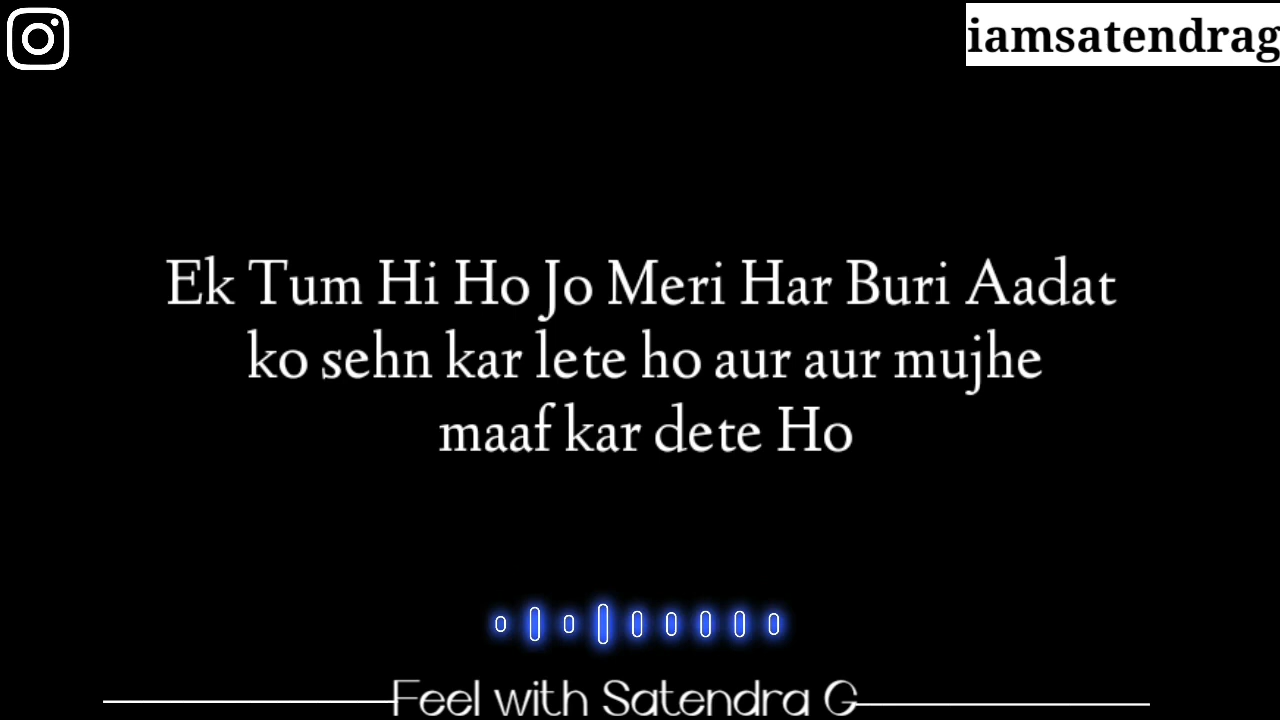 iamsatendrag
Ek Tum Hi Ho Jo Meri Har Buri Aadat
ko sehn kar lete ho aur aur mujhe
maaf kar dete Ho
Feel with Satendra G